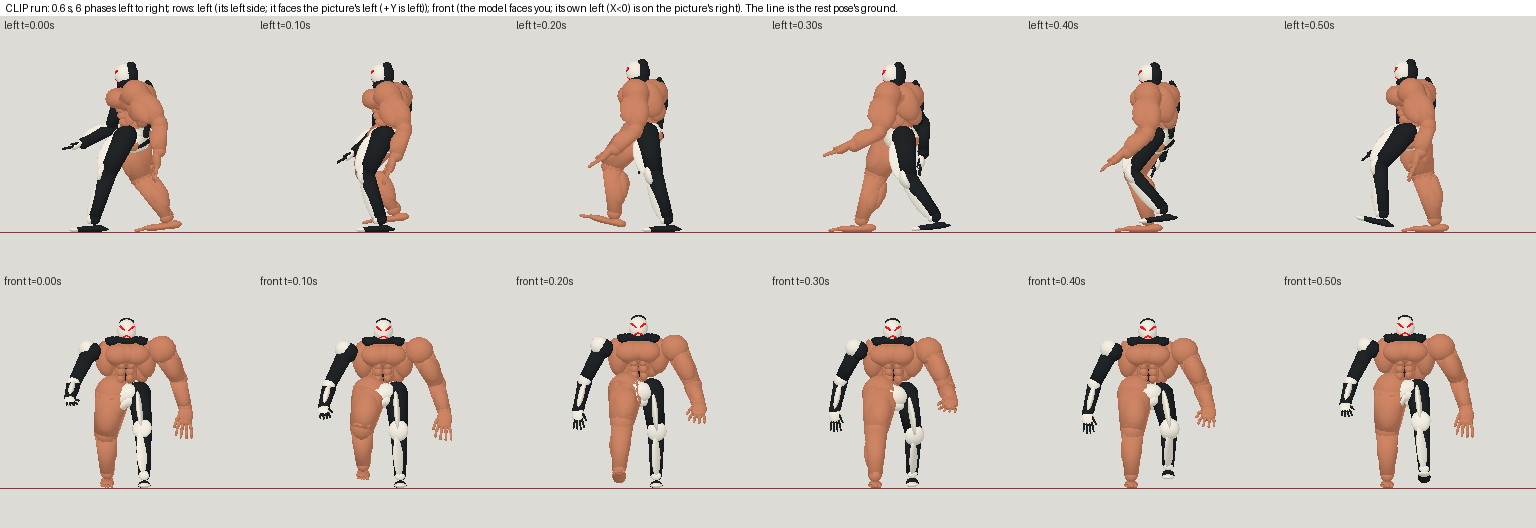 CLIP run: 0.6 s, 6 phases left to right; rows: left (its left side; it faces the picture's left (+Y is left)); front (the model faces you; its own left (X<0) is on the picture's right). The line is the rest pose's ground.
left t=0.00s
left t=0.10s
left t=0.20s
left t=0.30s
left t=0.40s
left t=0.50s
front t=0.00s
front t=0.10s
front t=0.20s
front t=0.30s
front t=0.40s
front t=0.50s